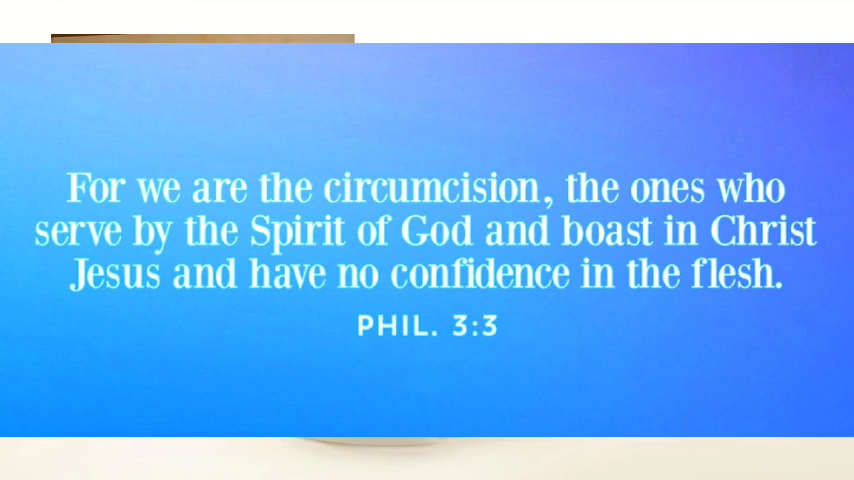 For we are the circumcision, the ones who
serve by the Spirit of God and boast in Christ
Jesus and have no confidence in the flesh.
PHIL. 3:3